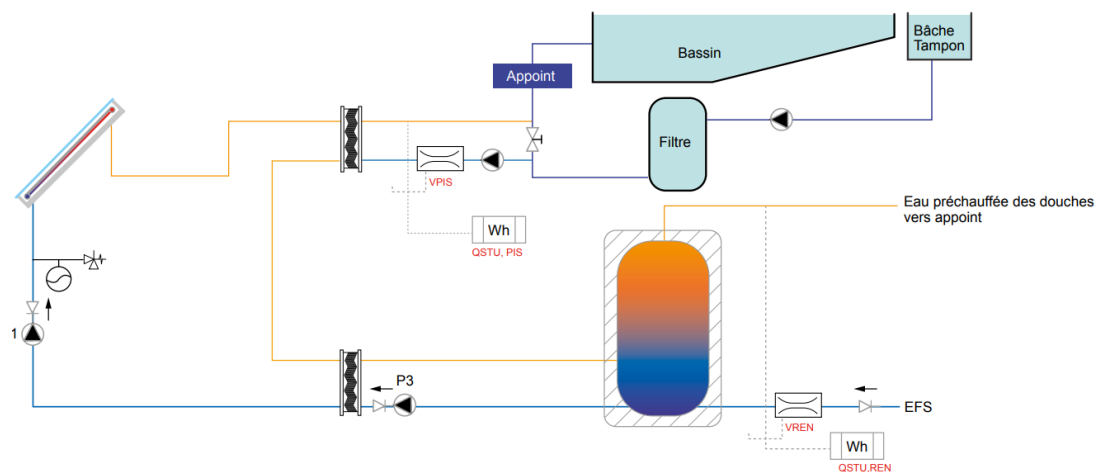 Bassin
Bâche
Tampon
Appoint
Filtre
VPIS
Wh
QSTU, PIS
Eau préchauffée des douches
vers appoint
1
P3
EFS
VREN
Wh
QSTU.REN